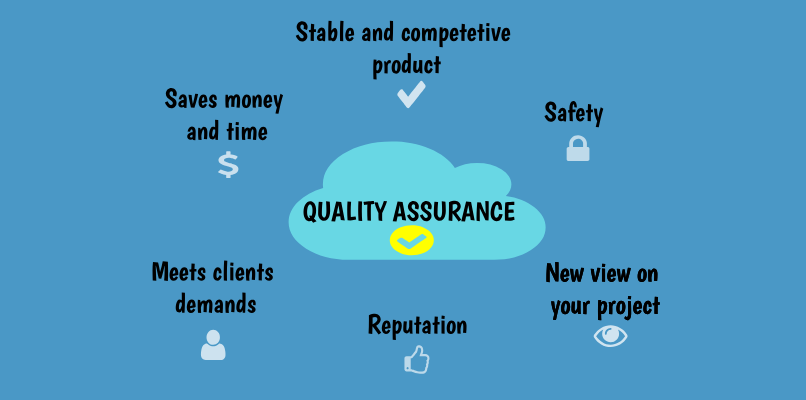 Stable and competetive
product
Saves money
and time
Safety
QUALITY ASSURANCE
Meets clients
demands
New view on
your project
Reputation